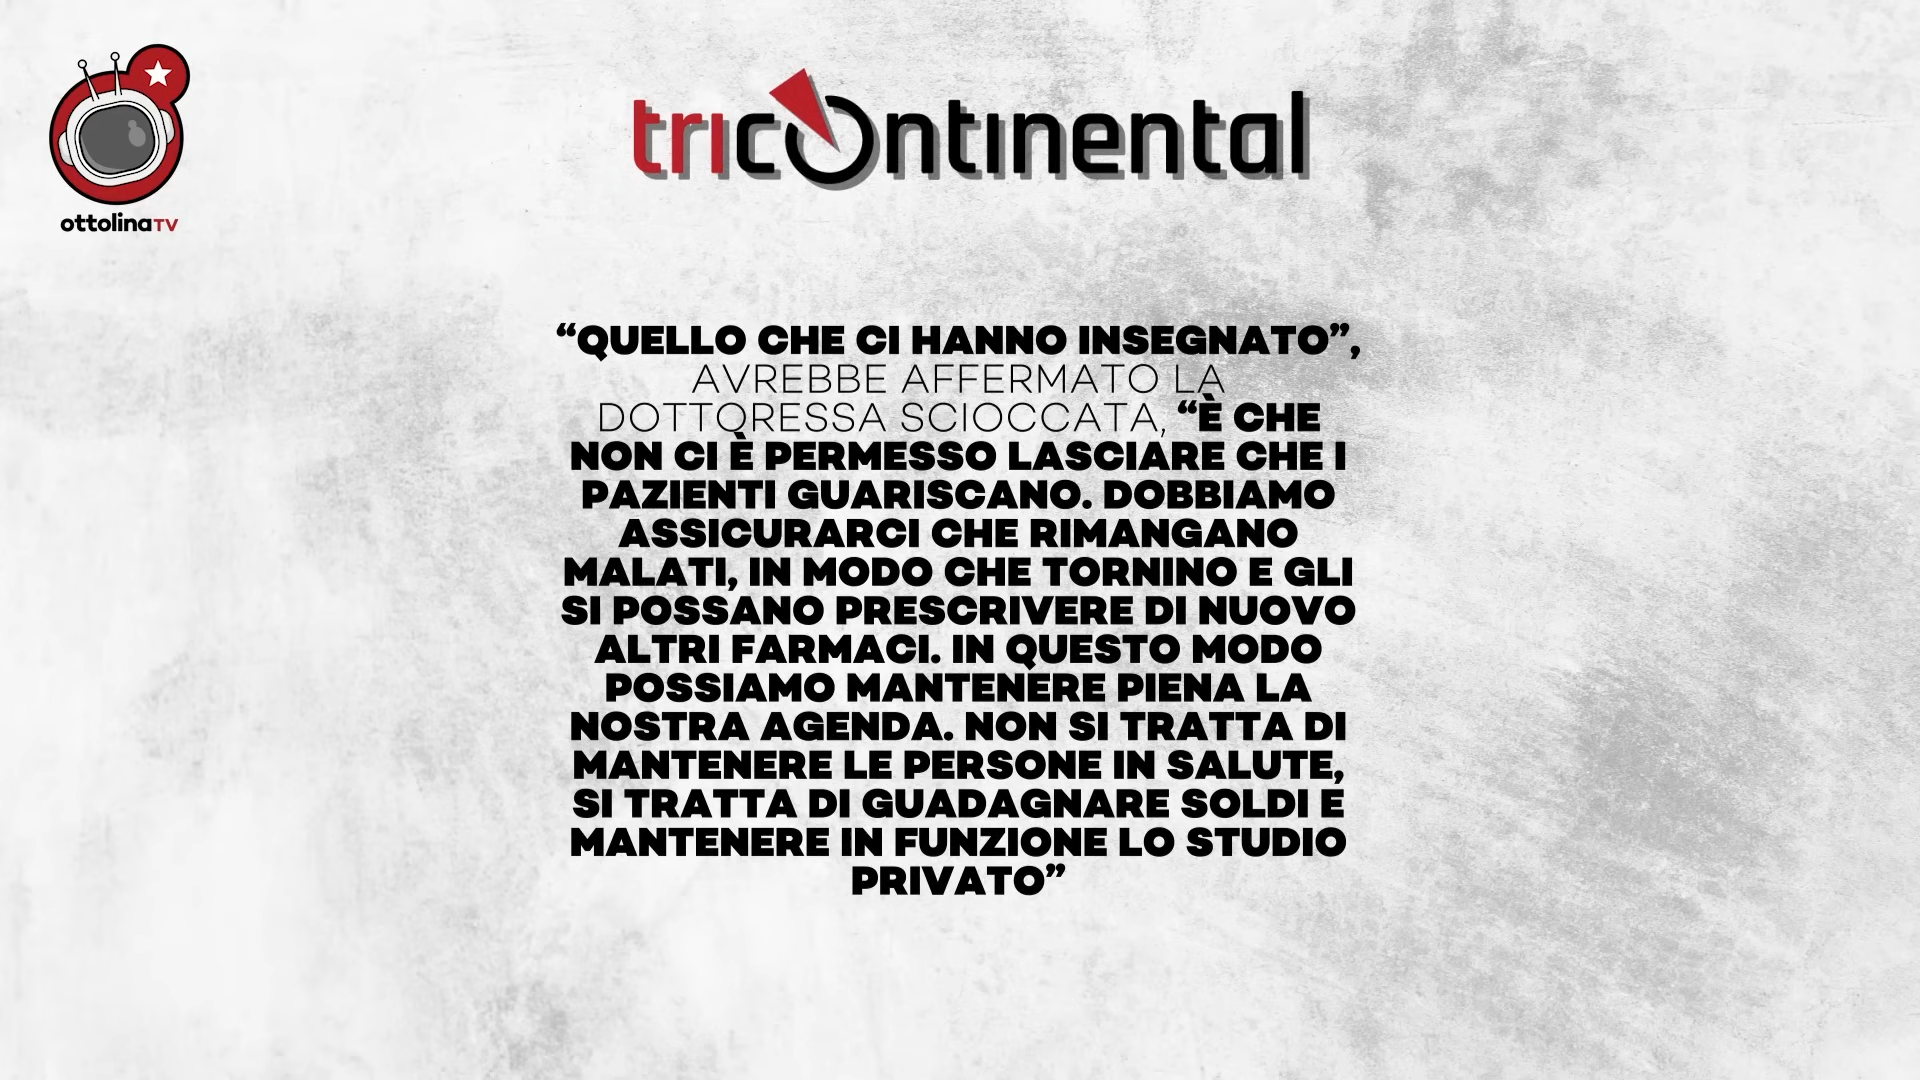 ottolinaTV
tricontinental
“QUELLO CHE CI HANNO INSEGNATO”,
AVREBBE AFFERMATO LA
DOTTORESSA SCIOCCATA, “È CHE
NON CI È PERMESSO LASCIARE CHE I
PAZIENTI GUARISCANO. DOBBIAMO
ASSICURARCI CHE RIMANGANO
MALATI, IN MODO CHE TORNINO E GLI
SI POSSANO PRESCRIVERE DI NUOVO
ALTRI FARMACI. IN QUESTO MODO
POSSIAMO MANTENERE PIENA LA
NOSTRA AGENDA. NON SI TRATTA DI
MANTENERE LE PERSONE IN SALUTE,
SI TRATTA DI GUADAGNARE SOLDI E
MANTENERE IN FUNZIONE LO STUDIO
PRIVATO”